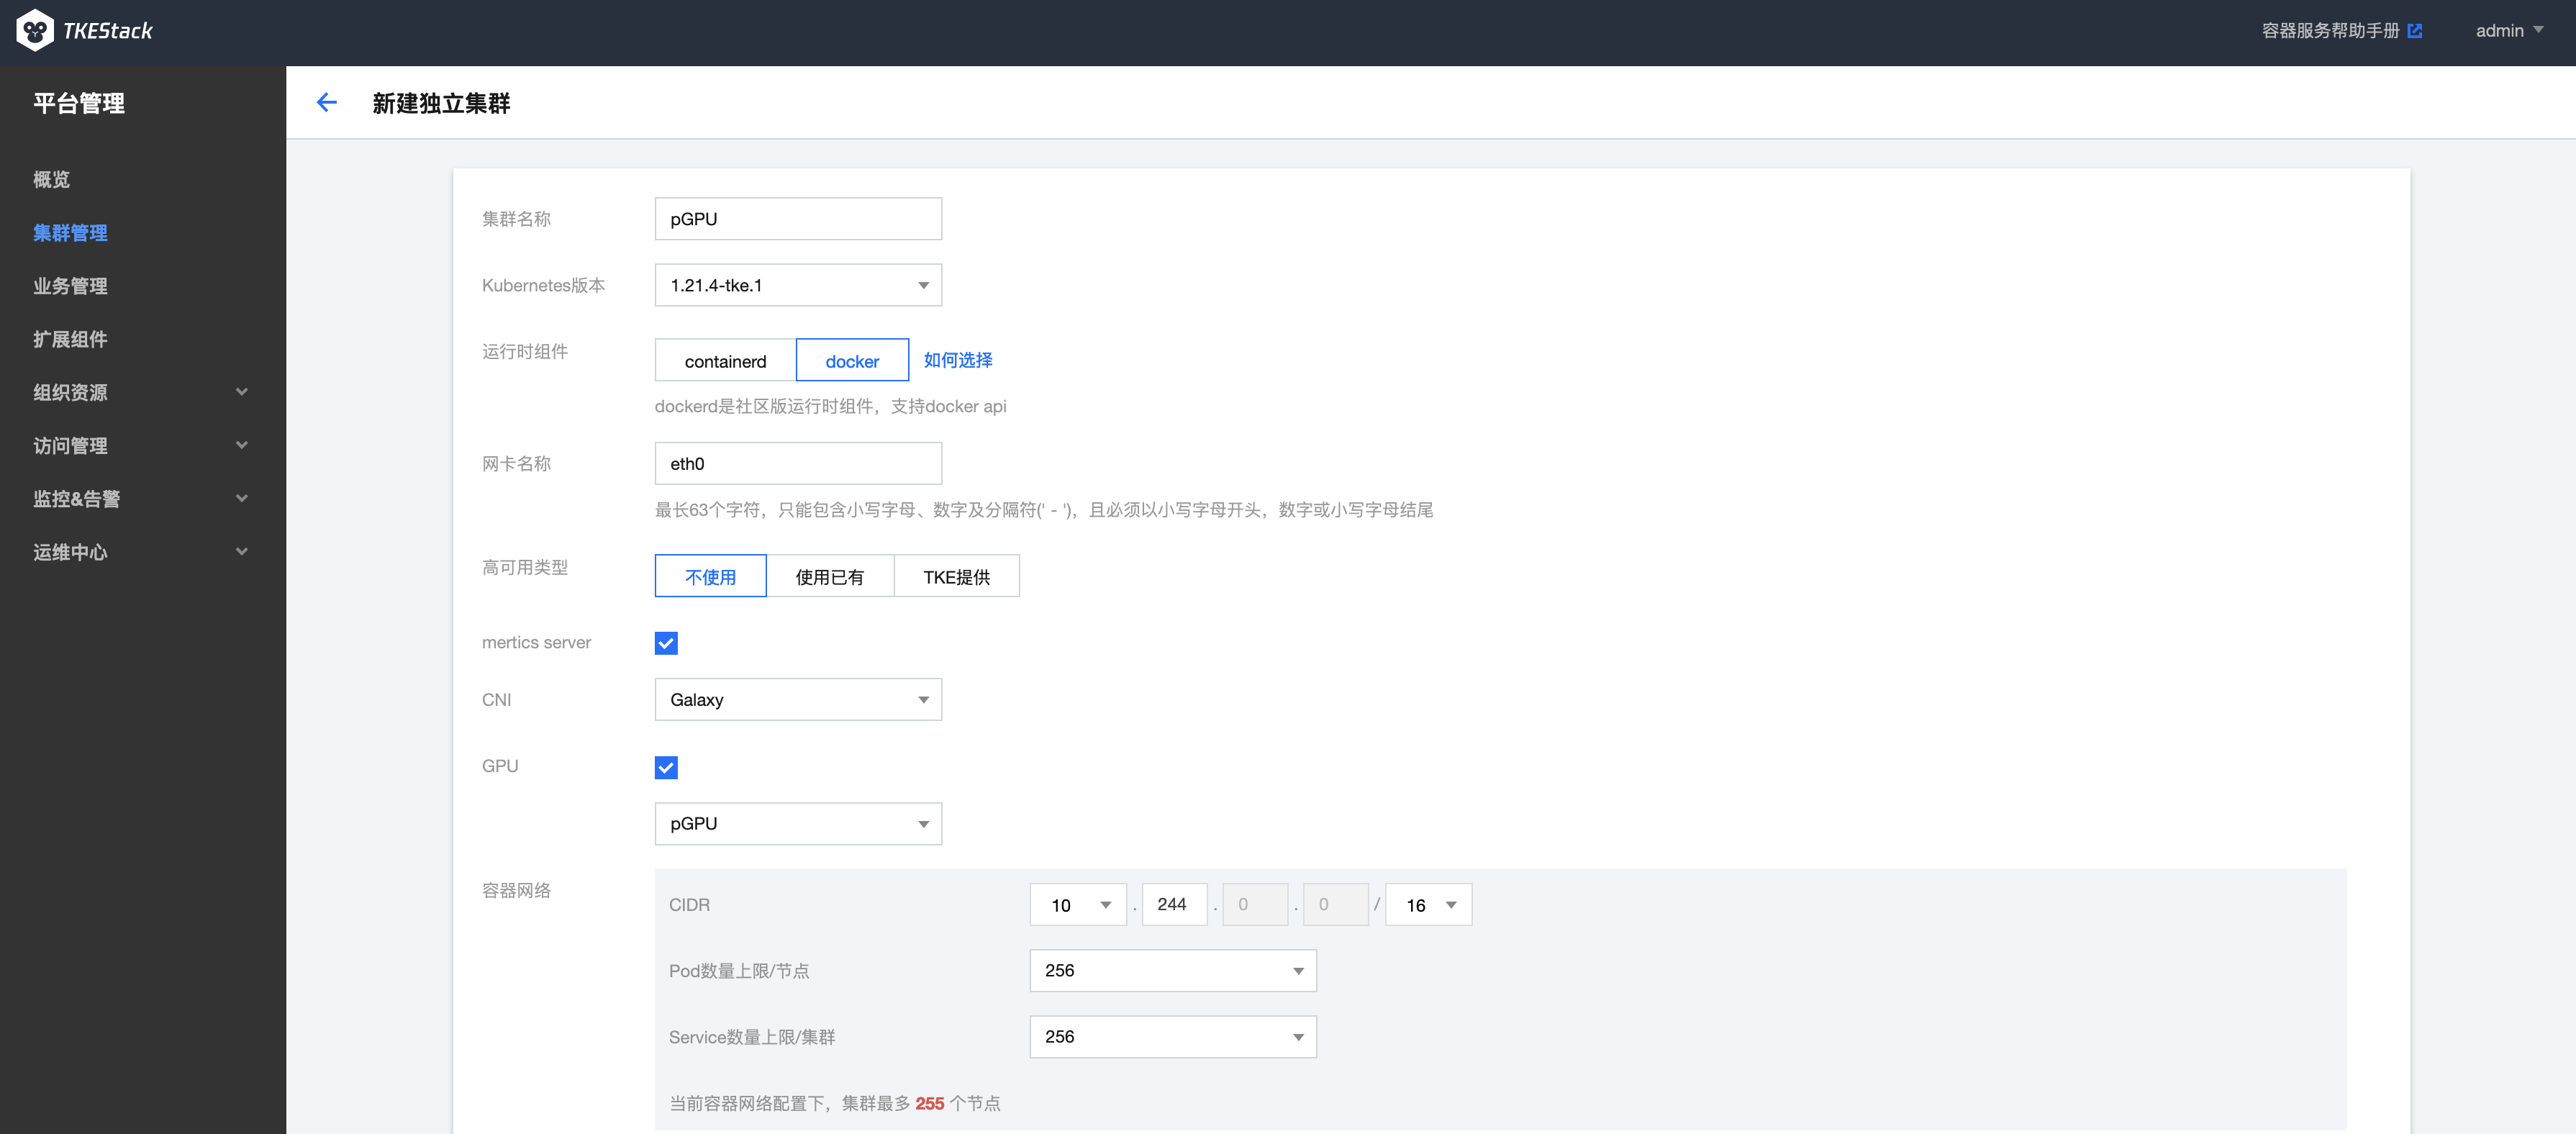 TKEStack
容器服务帮助手册
admin
平台管理
概览
集群管理
业务管理
扩展组件
组织资源
访问管理
监控&告警
运维中心
新建独立集群
集群名称 pGPU
Kubernetes版本 1.21.4-tke.1
运行时组件 containerd docker 如何选择
dockerd是社区版运行时组件，支持docker api
网卡名称 eth0
最长63个字符，只能包含小写字母、数字及分隔符(' - ')，且必须以小写字母开头，数字或小写字母结尾
高可用类型 不使用 使用已有 TKE提供
mertics server
CNI Galaxy
GPU
pGPU
容器网络
CIDR 10 . 244 . 0 . 0 / 16
Pod数量上限/节点 256
Service数量上限/集群 256
当前容器网络配置下，集群最多 255 个节点